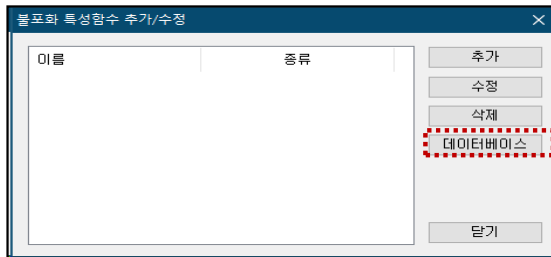 불포화 특성함수 추가/수정
이름 종류
추가
수정
삭제
데이터베이스
닫기